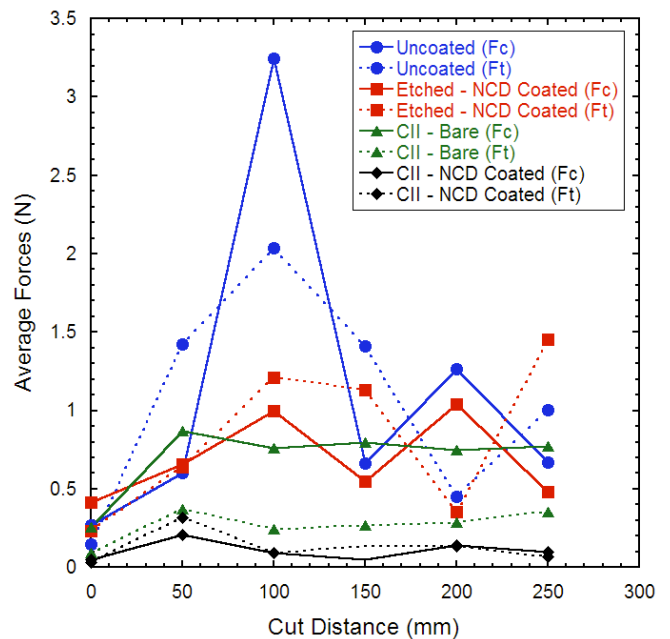 3.5
3
2.5
2
1.5
1
0.5
0
Average Forces (N)
Uncoated (Fc)
Uncoated (Ft)
Etched - NCD Coated (Fc)
Etched - NCD Coated (Ft)
CII - Bare (Fc)
CII - Bare (Ft)
CII - NCD Coated (Fc)
CII - NCD Coated (Ft)
0 50 100 150 200 250 300
Cut Distance (mm)